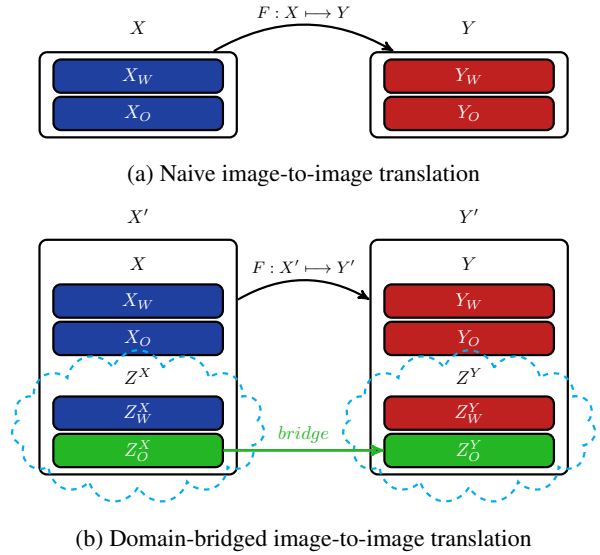 F : X ⟼ Y
X Y
X_W Y_W
X_O Y_O
(a) Naive image-to-image translation
X′ Y′
X F : X′ ⟼ Y′ Y
X_W Y_W
X_O Y_O
Z^X Z^Y
Z^X_W Z^Y_W
Z^X_O bridge Z^Y_O
(b) Domain-bridged image-to-image translation